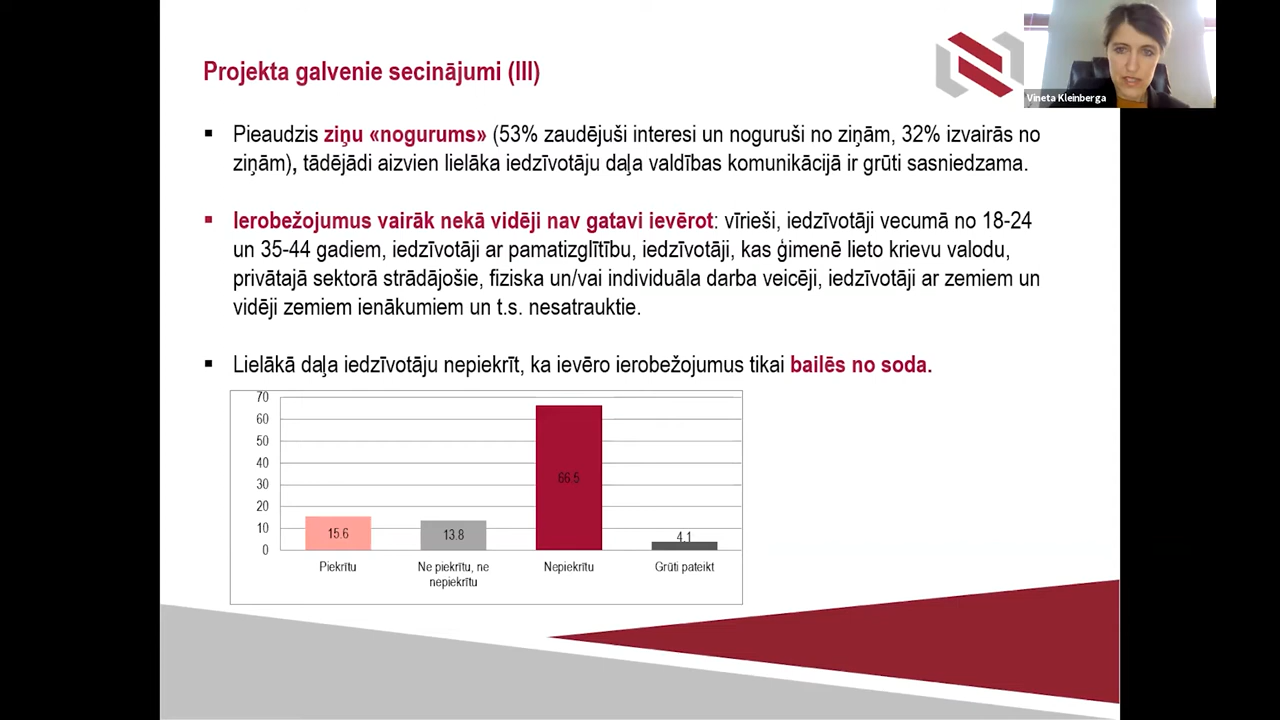 Projekta galvenie secinājumi (III)
Vineta Kleinberga
▪ Pieaudzis ziņu «nogurums» (53% zaudējuši interesi un noguruši no ziņām, 32% izvairās no
ziņām), tādējādi aizvien lielāka iedzīvotāju daļa valdības komunikācijā ir grūti sasniedzama.
▪ Ierobežojumus vairāk nekā vidēji nav gatavi ievērot: vīrieši, iedzīvotāji vecumā no 18-24
un 35-44 gadiem, iedzīvotāji ar pamatizglītību, iedzīvotāji, kas ģimenē lieto krievu valodu,
privātajā sektorā strādājošie, fiziska un/vai individuāla darba veicēji, iedzīvotāji ar zemiem un
vidēji zemiem ienākumiem un t.s. nesatrauktie.
▪ Lielākā daļa iedzīvotāju nepiekrīt, ka ievēro ierobežojumus tikai bailēs no soda.
70
60
50
40
30
20
10
0
15.6
13.8
66.5
4.1
Piekrītu
Ne piekrītu, ne
nepiekrītu
Nepiekrītu
Grūti pateikt